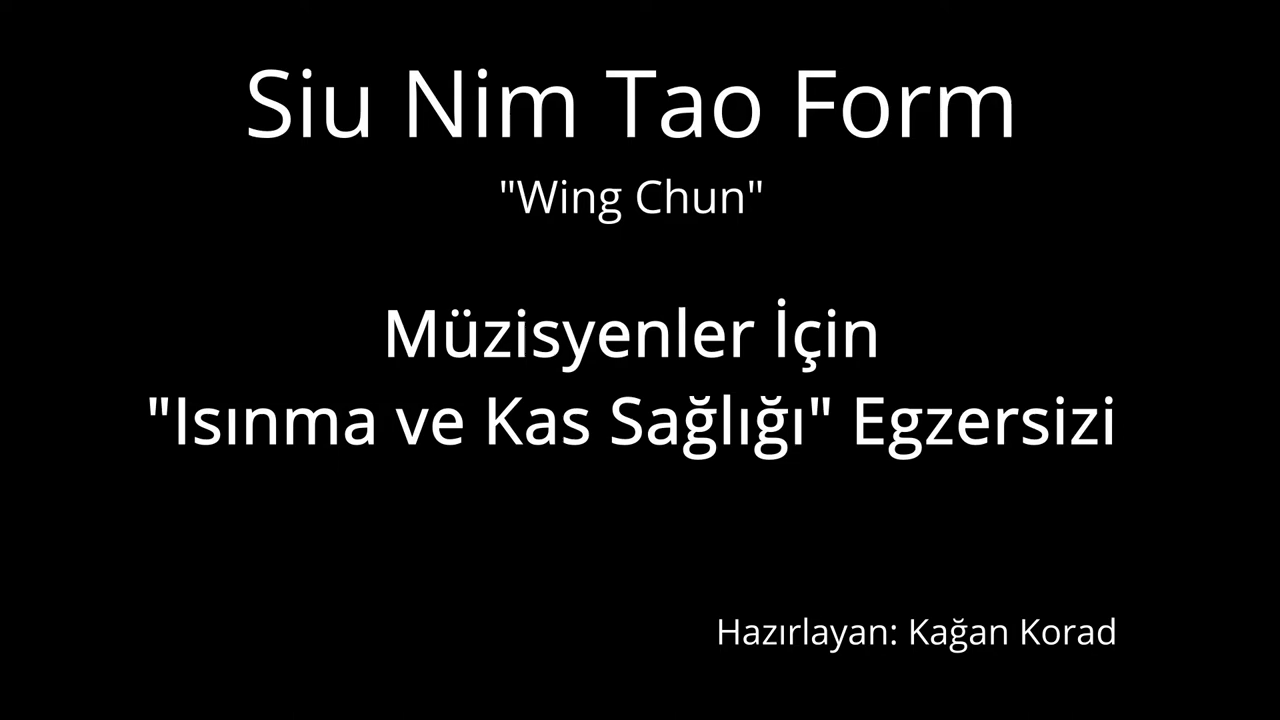 Siu Nim Tao Form
"Wing Chun"
Müzisyenler İçin
"Isınma ve Kas Sağlığı" Egzersizi
Hazırlayan: Kağan Korad